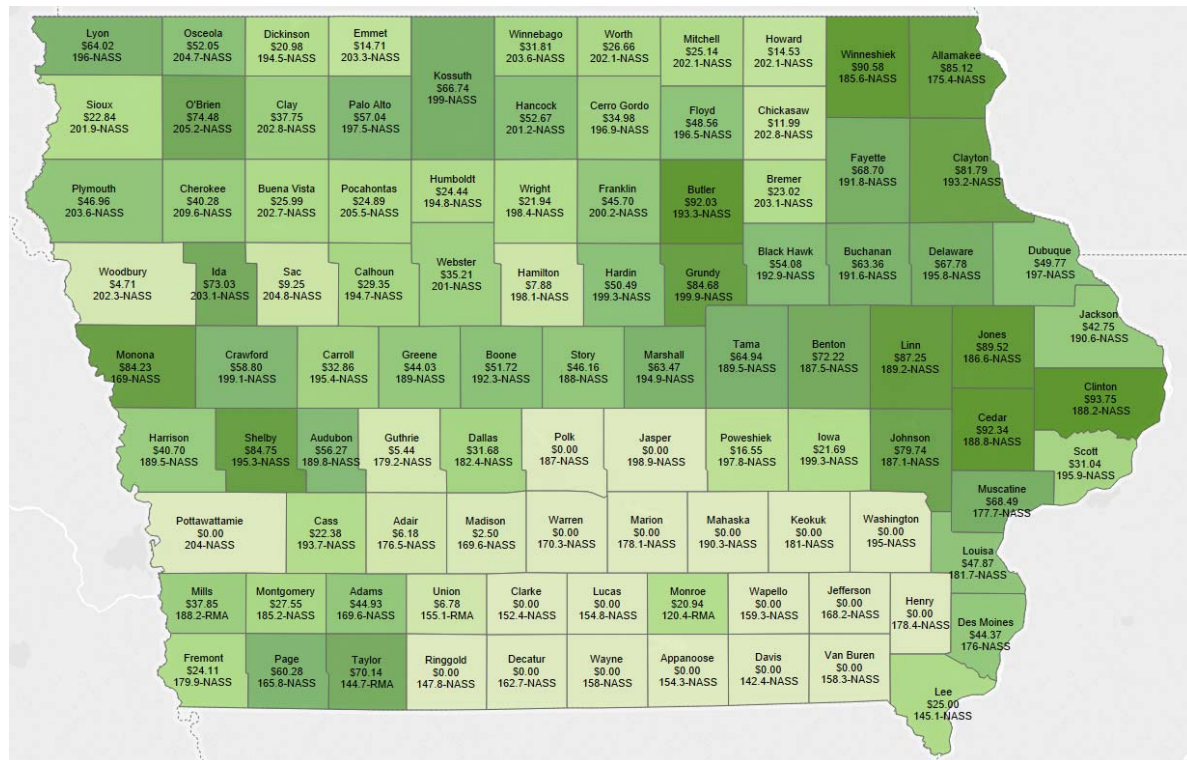 Lyon
$64.02
196-NASS
Osceola
$52.05
204.7-NASS
Dickinson
$20.98
194.5-NASS
Emmet
$14.71
203.3-NASS
Kossuth
$66.74
199-NASS
Winnebago
$31.81
203.6-NASS
Worth
$26.66
202.1-NASS
Mitchell
$25.14
202.1-NASS
Howard
$14.53
202.1-NASS
Winneshiek
$90.58
185.6-NASS
Allamakee
$85.12
175.4-NASS
Sioux
$22.84
201.9-NASS
O'Brien
$74.48
205.2-NASS
Clay
$37.75
202.8-NASS
Palo Alto
$57.04
197.5-NASS
Hancock
$52.67
201.2-NASS
Cerro Gordo
$34.98
196.9-NASS
Floyd
$48.56
196.5-NASS
Chickasaw
$11.99
202.8-NASS
Fayette
$68.70
191.8-NASS
Clayton
$81.79
193.2-NASS
Plymouth
$46.96
203.6-NASS
Cherokee
$40.28
209.6-NASS
Buena Vista
$25.99
202.7-NASS
Pocahontas
$24.89
205.5-NASS
Humboldt
$24.44
194.8-NASS
Wright
$21.94
198.4-NASS
Franklin
$45.70
200.2-NASS
Butler
$92.03
193.3-NASS
Bremer
$23.02
203.1-NASS
Woodbury
$4.71
202.3-NASS
Ida
$73.03
203.1-NASS
Sac
$9.25
204.8-NASS
Calhoun
$29.35
194.7-NASS
Webster
$35.21
201-NASS
Hamilton
$7.88
198.1-NASS
Hardin
$50.49
199.3-NASS
Grundy
$84.68
199.9-NASS
Black Hawk
$54.08
192.9-NASS
Buchanan
$63.36
191.6-NASS
Delaware
$67.78
195.8-NASS
Dubuque
$49.77
197-NASS
Monona
$84.23
169-NASS
Crawford
$58.80
199.1-NASS
Carroll
$32.86
195.4-NASS
Greene
$44.03
189-NASS
Boone
$51.72
192.3-NASS
Story
$46.16
188-NASS
Marshall
$63.47
194.9-NASS
Tama
$64.94
189.5-NASS
Benton
$72.22
187.5-NASS
Linn
$87.25
189.2-NASS
Jones
$89.52
186.6-NASS
Jackson
$42.75
190.6-NASS
Clinton
$93.75
188.2-NASS
Harrison
$40.70
189.5-NASS
Shelby
$84.75
195.3-NASS
Audubon
$56.27
189.8-NASS
Guthrie
$5.44
179.2-NASS
Dallas
$31.68
182.4-NASS
Polk
$0.00
187-NASS
Jasper
$0.00
198.9-NASS
Poweshiek
$16.55
197.8-NASS
Iowa
$21.69
199.3-NASS
Johnson
$79.74
187.1-NASS
Cedar
$92.34
188.8-NASS
Scott
$31.04
195.9-NASS
Muscatine
$68.49
177.7-NASS
Pottawattamie
$0.00
204-NASS
Cass
$22.38
193.7-NASS
Adair
$6.18
176.5-NASS
Madison
$2.50
169.6-NASS
Warren
$0.00
170.3-NASS
Marion
$0.00
178.1-NASS
Mahaska
$0.00
190.3-NASS
Keokuk
$0.00
181-NASS
Washington
$0.00
195-NASS
Louisa
$47.87
181.7-NASS
Mills
$37.85
188.2-RMA
Montgomery
$27.55
185.2-NASS
Adams
$44.93
169.6-NASS
Union
$6.78
155.1-RMA
Clarke
$0.00
152.4-NASS
Lucas
$0.00
154.8-NASS
Monroe
$20.94
120.4-RMA
Wapello
$0.00
159.3-NASS
Jefferson
$0.00
168.2-NASS
Henry
$0.00
178.4-NASS
Des Moines
$44.37
176-NASS
Fremont
$24.11
179.9-NASS
Page
$60.28
165.8-NASS
Taylor
$70.14
144.7-RMA
Ringgold
$0.00
147.8-NASS
Decatur
$0.00
162.7-NASS
Wayne
$0.00
158-NASS
Appanoose
$0.00
154.3-NASS
Davis
$0.00
142.4-NASS
Van Buren
$0.00
158.3-NASS
Lee
$25.00
145.1-NASS